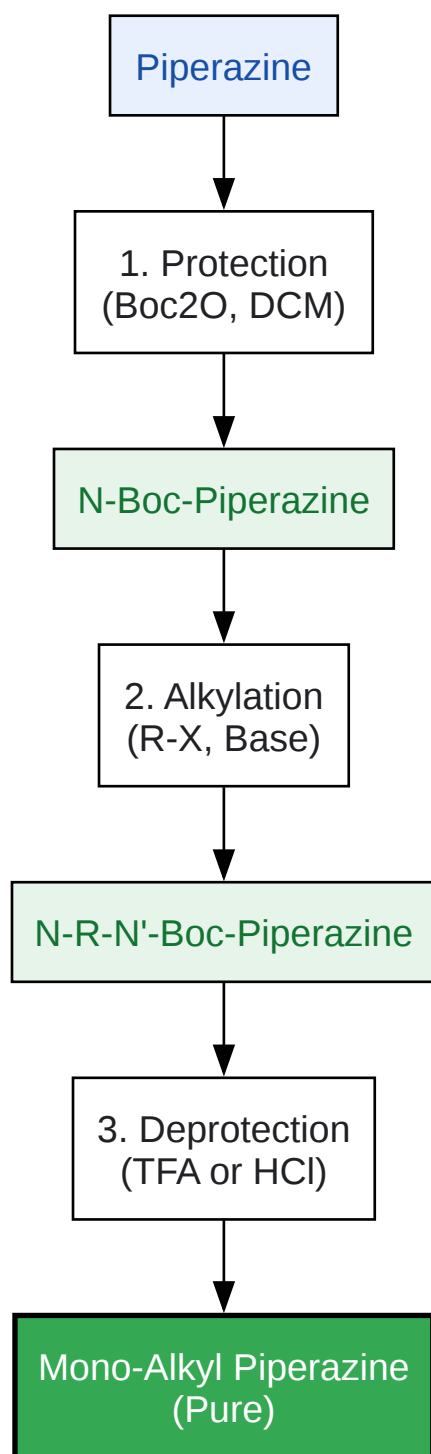 Piperazine
1. Protection
(Boc2O, DCM)
N-Boc-Piperazine
2. Alkylation
(R-X, Base)
N-R-N'-Boc-Piperazine
3. Deprotection
(TFA or HCl)
Mono-Alkyl Piperazine
(Pure)